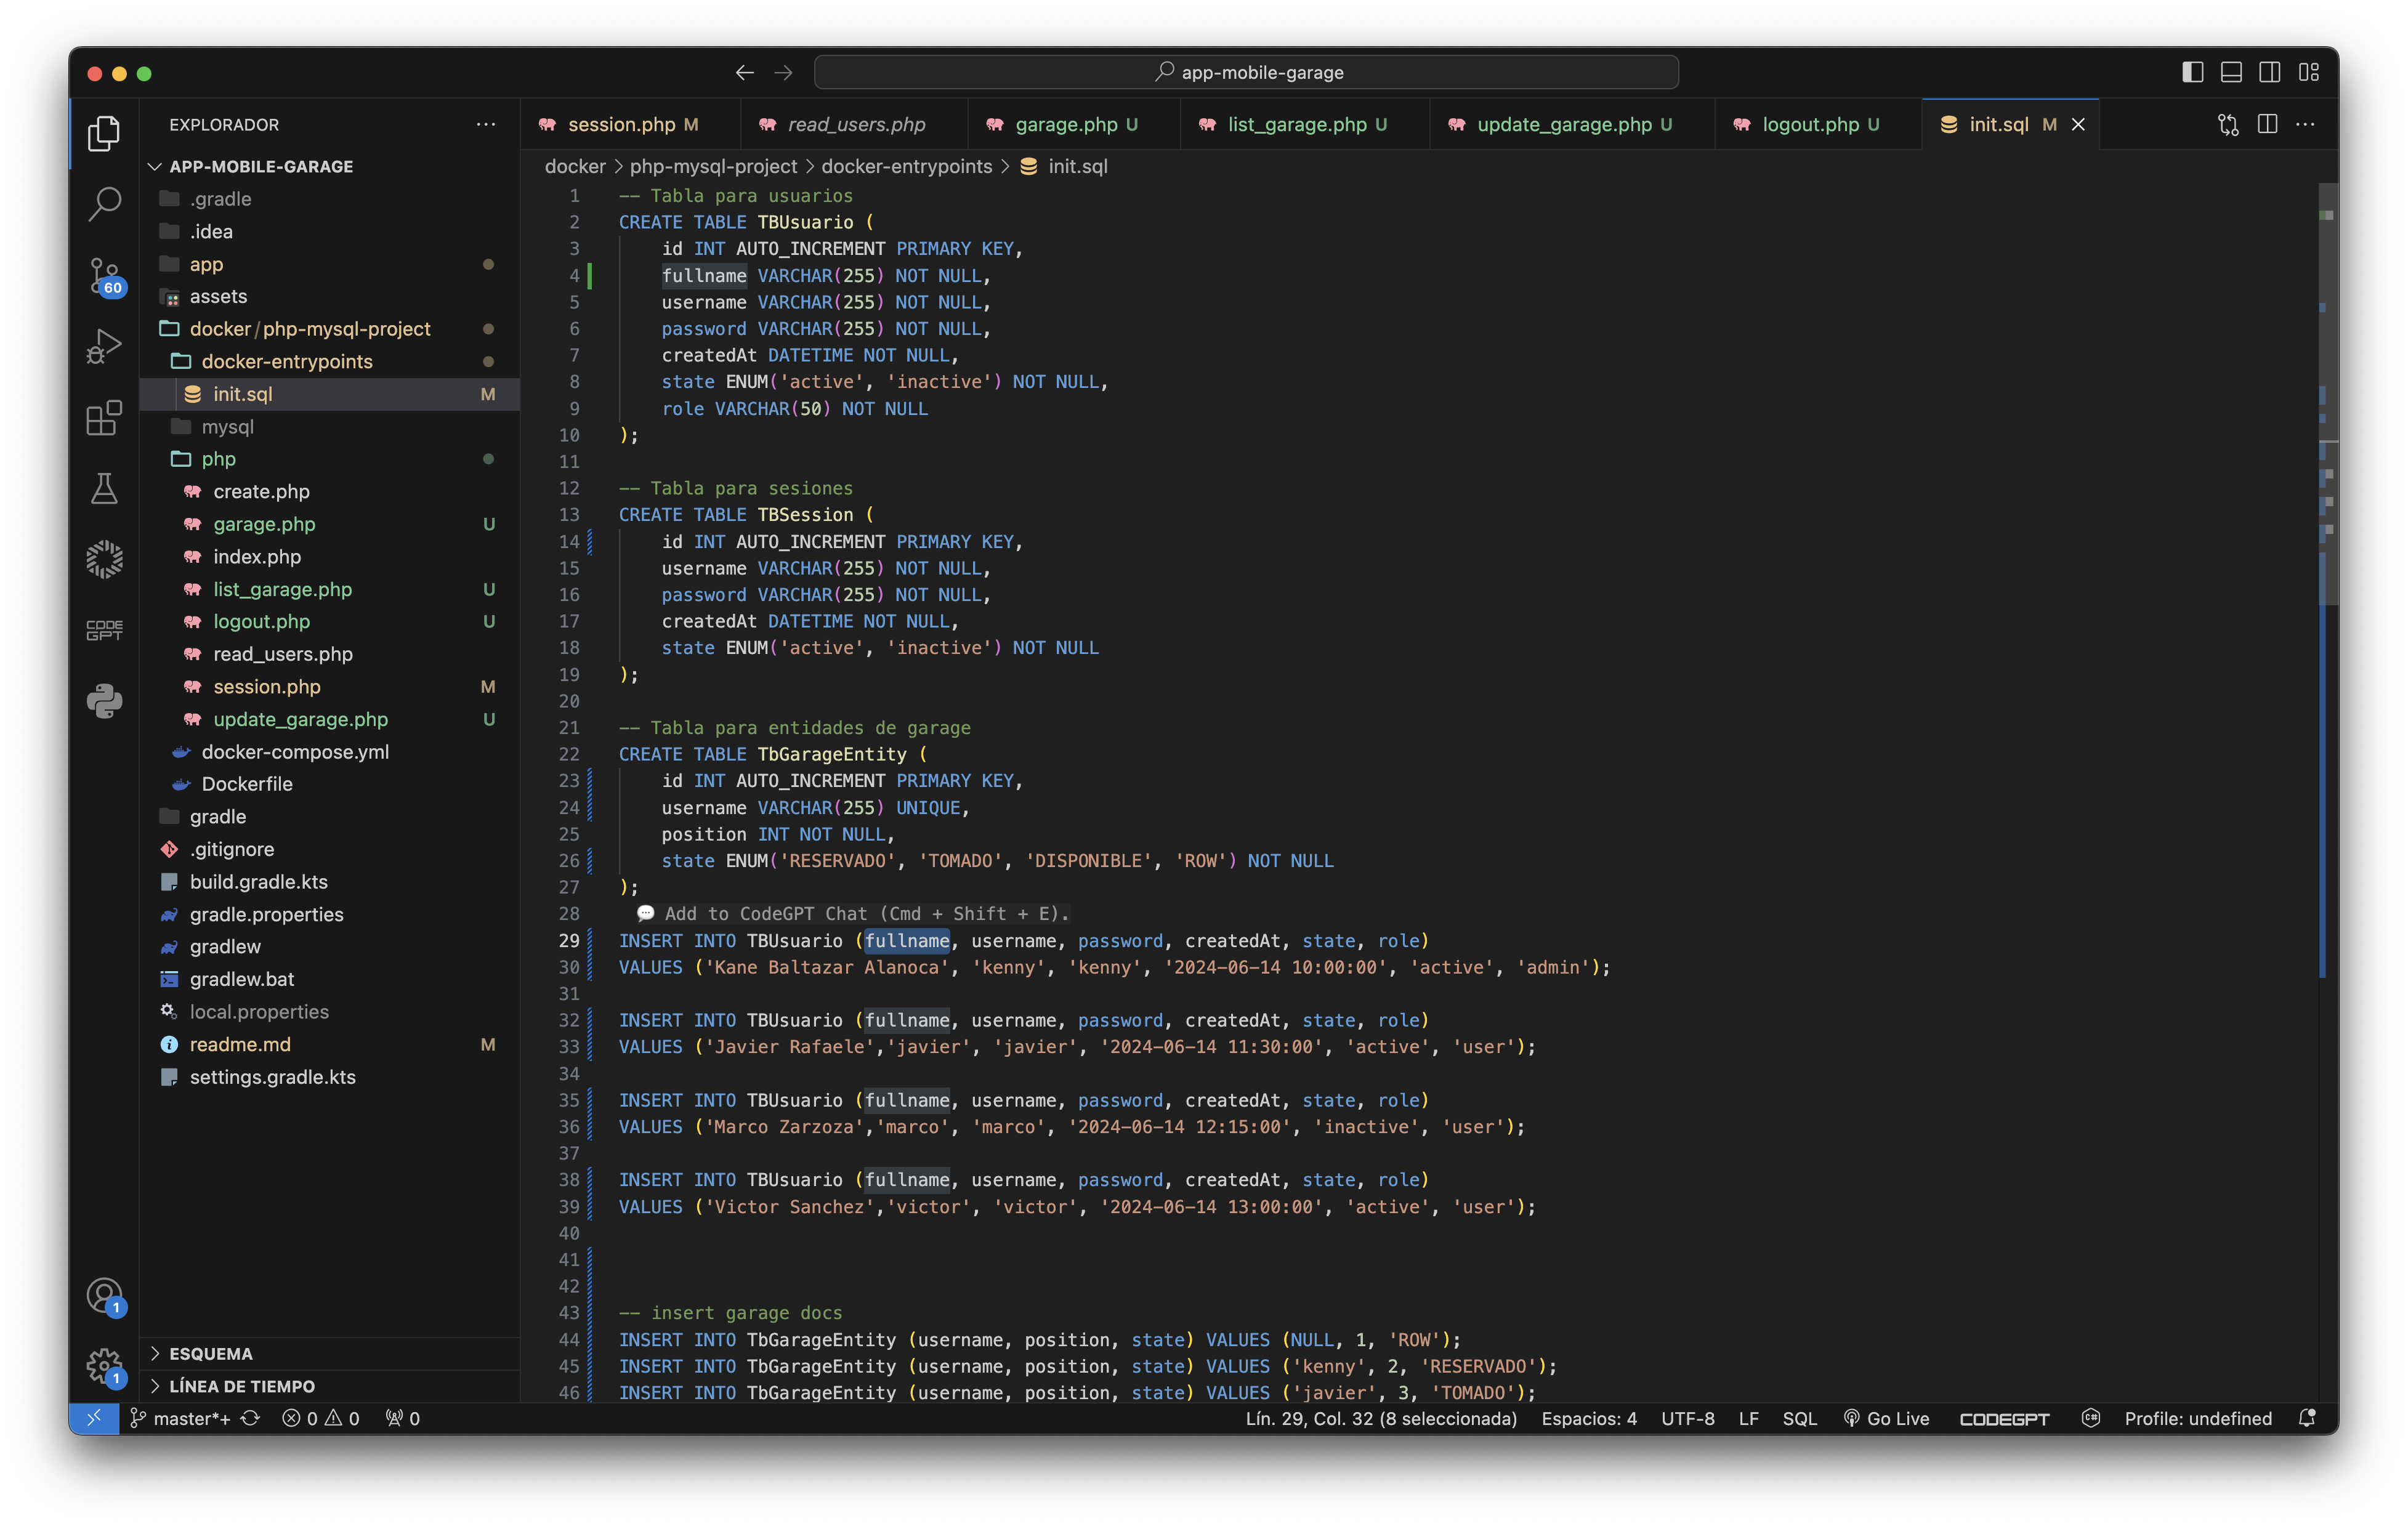 app-mobile-garage
EXPLORADOR
session.php M
read_users.php
garage.php U
list_garage.php U
update_garage.php U
logout.php U
init.sql M
APP-MOBILE-GARAGE
.gradle
.idea
app
assets
docker/php-mysql-project
docker-entrypoints
init.sql M
mysql
php
create.php
garage.php U
index.php
list_garage.php U
logout.php U
read_users.php
session.php M
update_garage.php U
docker-compose.yml
Dockerfile
gradle
.gitignore
build.gradle.kts
gradle.properties
gradlew
gradlew.bat
local.properties
readme.md M
settings.gradle.kts
ESQUEMA
LÍNEA DE TIEMPO
60
CODE
GPT
1
1
docker > php-mysql-project > docker-entrypoints > init.sql
1 -- Tabla para usuarios
2 CREATE TABLE TBUsuario (
3 id INT AUTO_INCREMENT PRIMARY KEY,
4 fullname VARCHAR(255) NOT NULL,
5 username VARCHAR(255) NOT NULL,
6 password VARCHAR(255) NOT NULL,
7 createdAt DATETIME NOT NULL,
8 state ENUM('active', 'inactive') NOT NULL,
9 role VARCHAR(50) NOT NULL
10 );
11
12 -- Tabla para sesiones
13 CREATE TABLE TBSession (
14 id INT AUTO_INCREMENT PRIMARY KEY,
15 username VARCHAR(255) NOT NULL,
16 password VARCHAR(255) NOT NULL,
17 createdAt DATETIME NOT NULL,
18 state ENUM('active', 'inactive') NOT NULL
19 );
20
21 -- Tabla para entidades de garage
22 CREATE TABLE TbGarageEntity (
23 id INT AUTO_INCREMENT PRIMARY KEY,
24 username VARCHAR(255) UNIQUE,
25 position INT NOT NULL,
26 state ENUM('RESERVADO', 'TOMADO', 'DISPONIBLE', 'ROW') NOT NULL
27 );
28 Add to CodeGPT Chat (Cmd + Shift + E).
29 INSERT INTO TBUsuario (fullname, username, password, createdAt, state, role)
30 VALUES ('Kane Baltazar Alanoca', 'kenny', 'kenny', '2024-06-14 10:00:00', 'active', 'admin');
31
32 INSERT INTO TBUsuario (fullname, username, password, createdAt, state, role)
33 VALUES ('Javier Rafaele','javier', 'javier', '2024-06-14 11:30:00', 'active', 'user');
34
35 INSERT INTO TBUsuario (fullname, username, password, createdAt, state, role)
36 VALUES ('Marco Zarzoza','marco', 'marco', '2024-06-14 12:15:00', 'inactive', 'user');
37
38 INSERT INTO TBUsuario (fullname, username, password, createdAt, state, role)
39 VALUES ('Victor Sanchez','victor', 'victor', '2024-06-14 13:00:00', 'active', 'user');
40
41
42
43 -- insert garage docs
44 INSERT INTO TbGarageEntity (username, position, state) VALUES (NULL, 1, 'ROW');
45 INSERT INTO TbGarageEntity (username, position, state) VALUES ('kenny', 2, 'RESERVADO');
46 INSERT INTO TbGarageEntity (username, position, state) VALUES ('javier', 3, 'TOMADO');
master*+ 0 0 0 Lín. 29, Col. 32 (8 seleccionada) Espacios: 4 UTF-8 LF SQL Go Live CODEGPT Profile: undefined